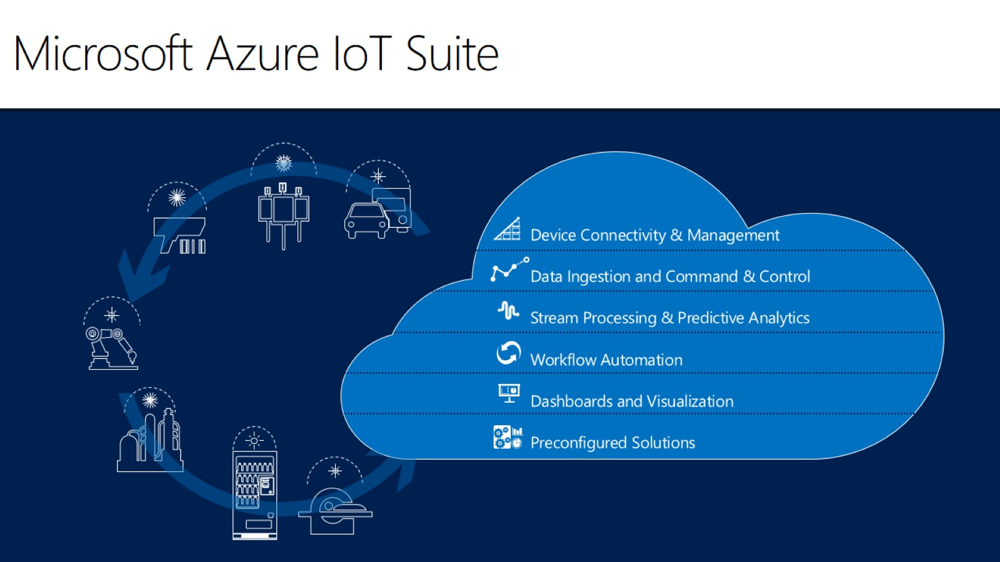 Microsoft Azure IoT Suite
Device Connectivity & Management
Data Ingestion and Command & Control
Stream Processing & Predictive Analytics
Workflow Automation
Dashboards and Visualization
Preconfigured Solutions